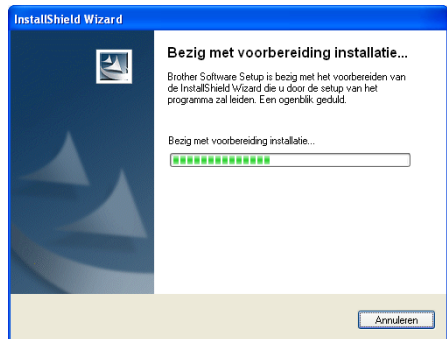 InstallShield Wizard
Bezig met voorbereiding installatie...
Brother Software Setup is bezig met het voorbereiden van
de InstallShield Wizard die u door de setup van het
programma zal leiden. Een ogenblik geduld.
Bezig met voorbereiding installatie...
Annuleren